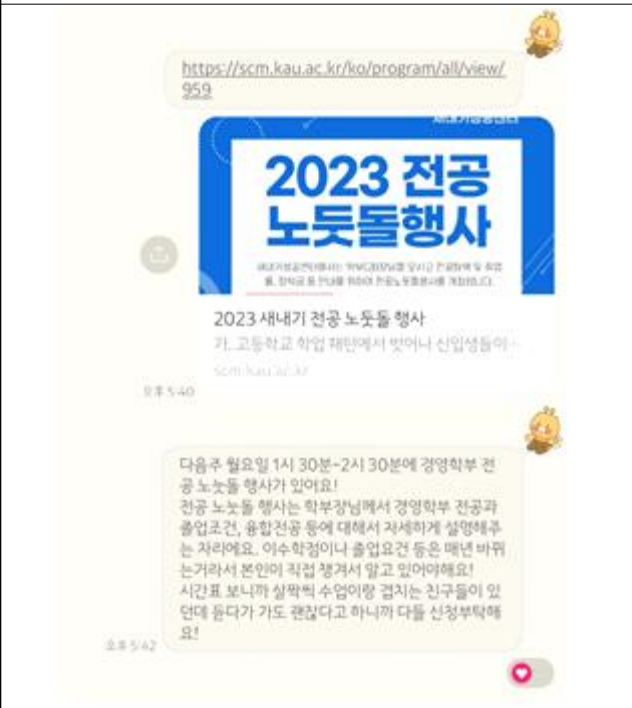 https://scm.kau.ac.kr/ko/program/all/view/
959
새내기성공센터
2023 전공
노둣돌행사
2023 새내기 전공 노둣돌 행사
가. 고등학교 학업 패턴에서 벗어나 신입생들이…
scm.kau.ac.kr
오후 5:40
다음주 월요일 1시 30분-2시 30분에 경영학부 전
공 노눗돌 행사가 있어요!
전공 노둣돌 행사는 학부장님께서 경영학부 전공과
졸업조건, 융합전공 등에 대해서 자세하게 설명해주
는 자리에요. 이수학점이나 졸업요건 등은 매년 바뀌
는거라서 본인이 직접 챙겨서 알고 있어야해요!
시간표 보니까 살짝씩 수업이랑 겹치는 친구들이 있
던데 듣다가 가도 괜찮다고 하니까 다들 신청부탁해
요!
오후 5:42